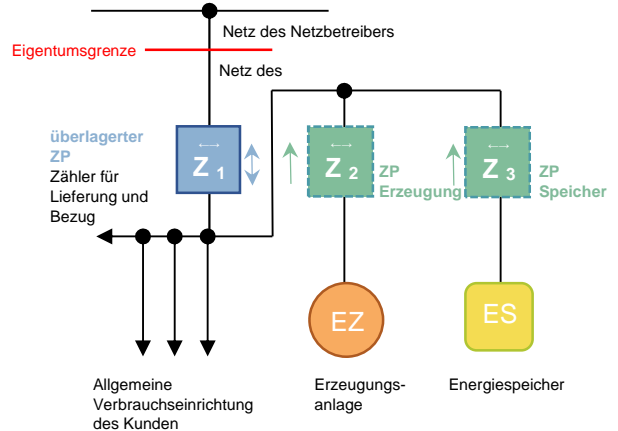 Netz des Netzbetreibers
Eigentumsgrenze
Netz des
überlagerter
ZP
Zähler für
Lieferung und
Bezug
Z 1
Z 2
ZP
Erzeugung
Z 3
ZP
Speicher
EZ
ES
Allgemeine
Verbrauchseinrichtung
des Kunden
Erzeugungs-
anlage
Energiespeicher